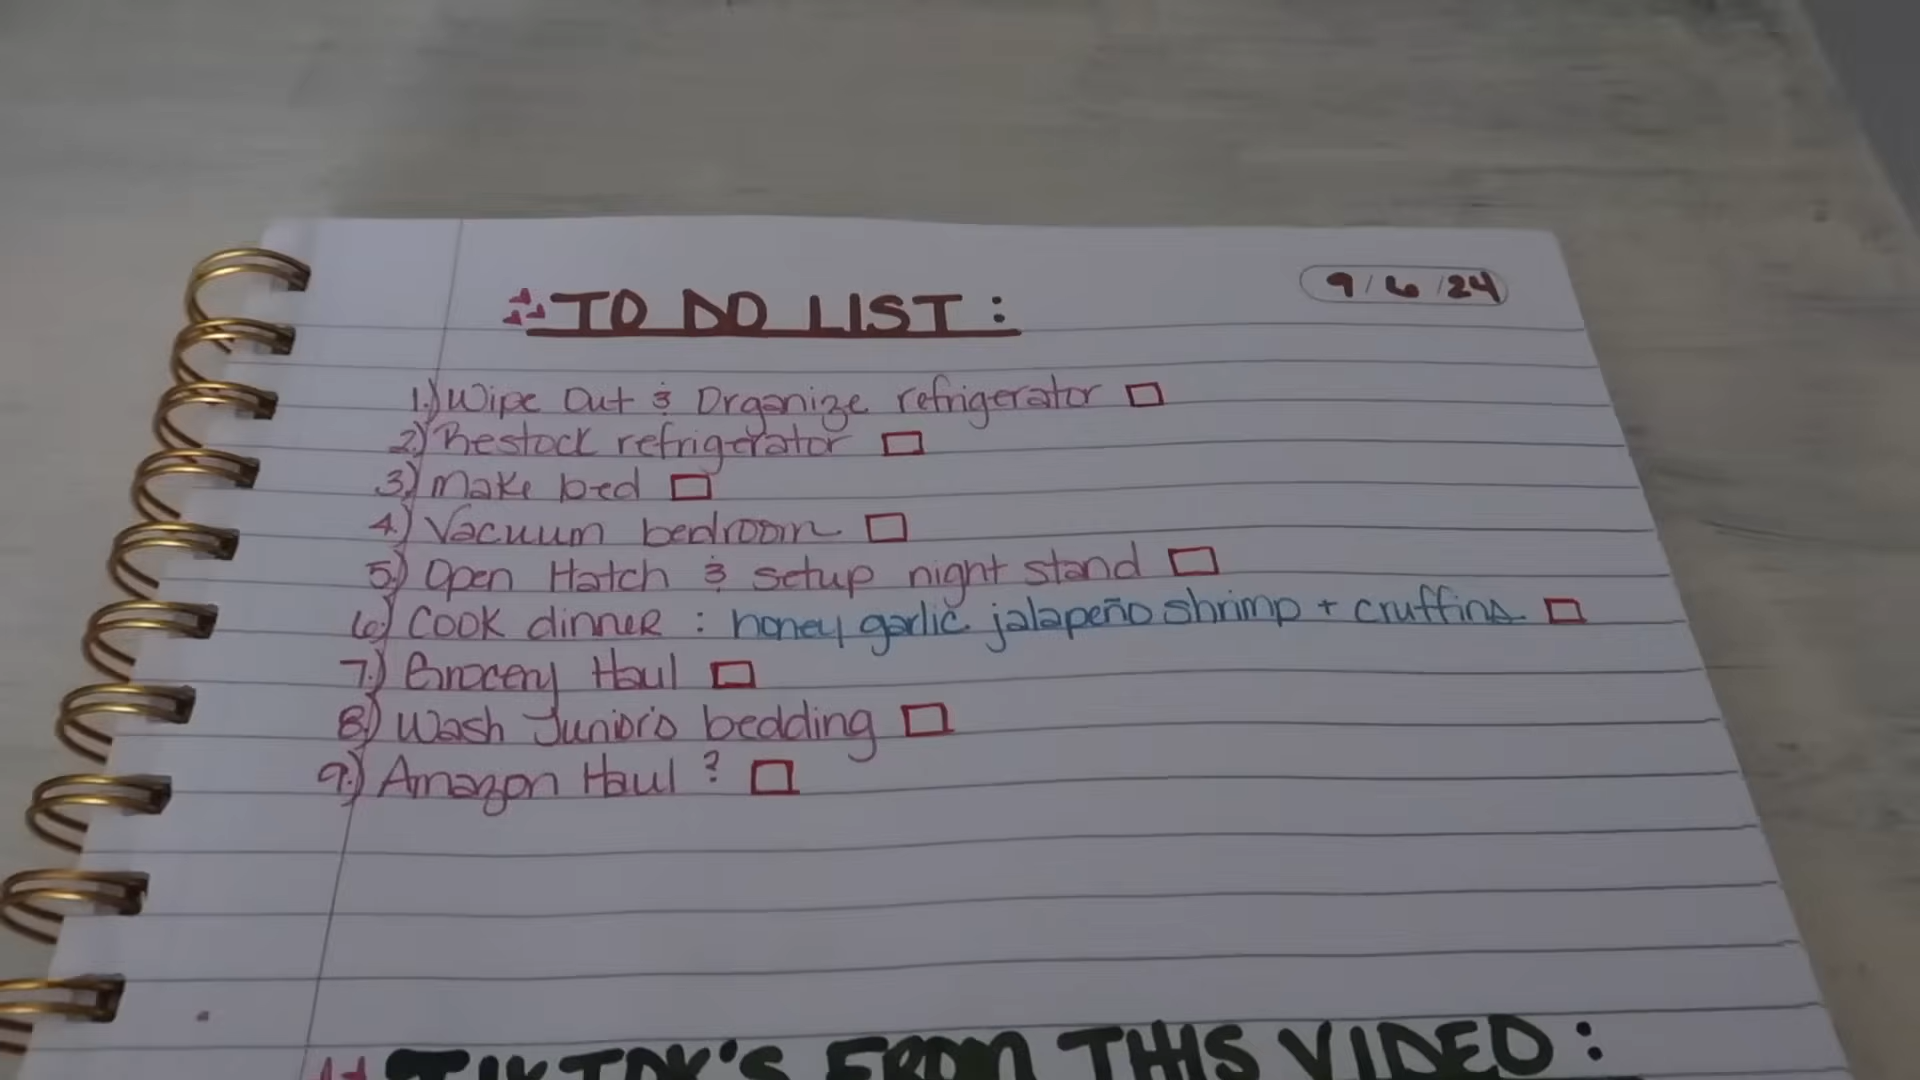 TO DO LIST:
9/6/24
1.) Wipe Out & Organize refrigerator
2.) Restock refrigerator
3.) Make bed
4.) Vacuum bedroom
5.) Open Hatch & setup night stand
6.) Cook dinner : honey garlic jalapeño shrimp + cruffins
7.) Grocery Haul
8.) Wash Junior's bedding
9.) Amazon Haul ?
TIKTOK'S FROM THIS VIDEO: